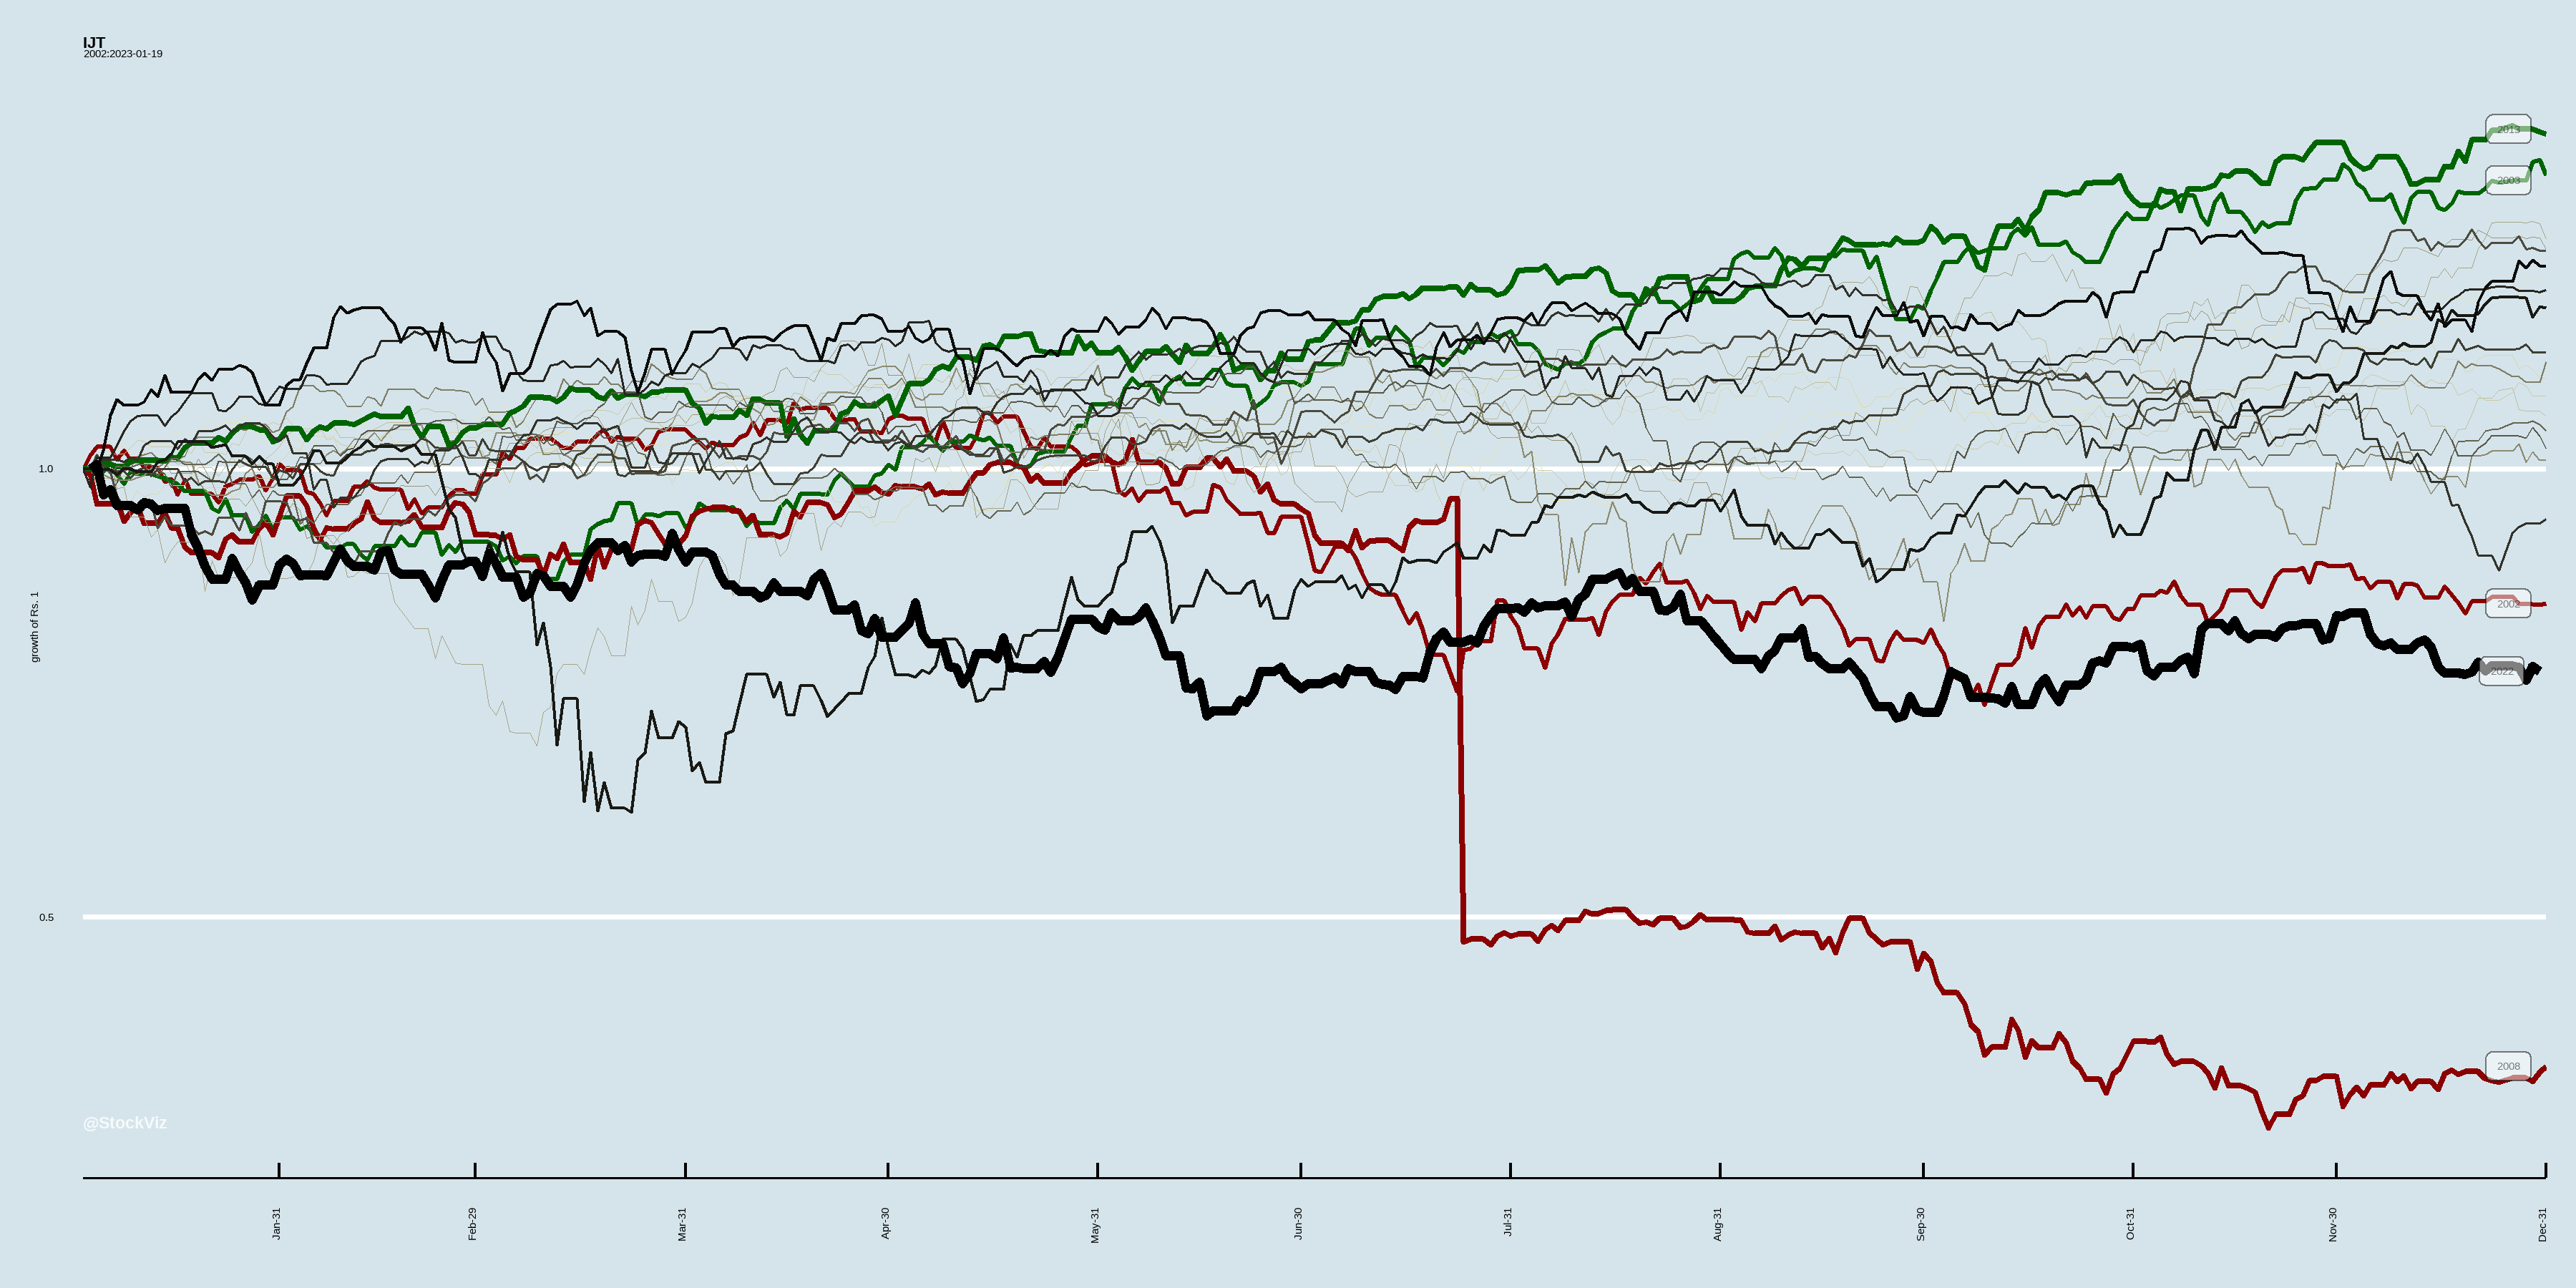 IJT
2002:2023-01-19
2013
2003
1.0
growth of Rs. 1
2002
2022
0.5
2008
@StockViz
Jan-31
Feb-29
Mar-31
Apr-30
May-31
Jun-30
Jul-31
Aug-31
Sep-30
Oct-31
Nov-30
Dec-31